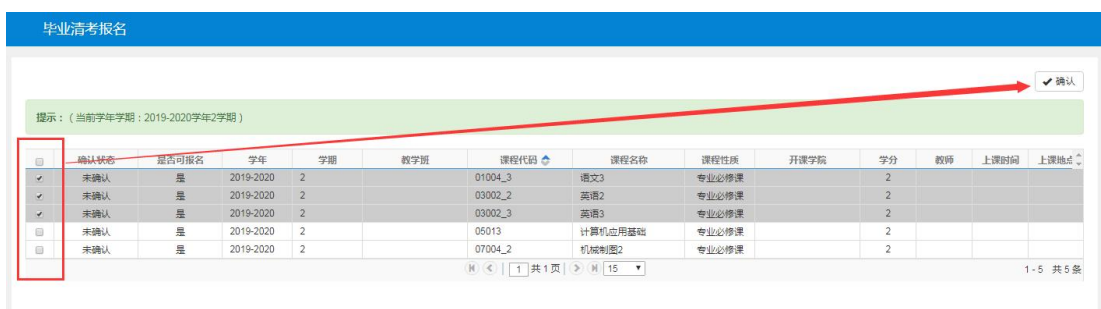 毕业清考报名
确认
提示：（当前学年学期：2019-2020学年2学期）
确认状态 是否可报名 学年 学期 教学班 课程代码 课程名称 课程性质 开课学院 学分 教师 上课时间 上课地点
未确认 是 2019-2020 2 01004_3 语文3 专业必修课 2
未确认 是 2019-2020 2 03002_2 英语2 专业必修课 2
未确认 是 2019-2020 2 03002_3 英语3 专业必修课 2
未确认 是 2019-2020 2 05013 计算机应用基础 专业必修课 2
未确认 是 2019-2020 2 07004_2 机械制图2 专业必修课 2
1 共1页 15 1-5 共5条